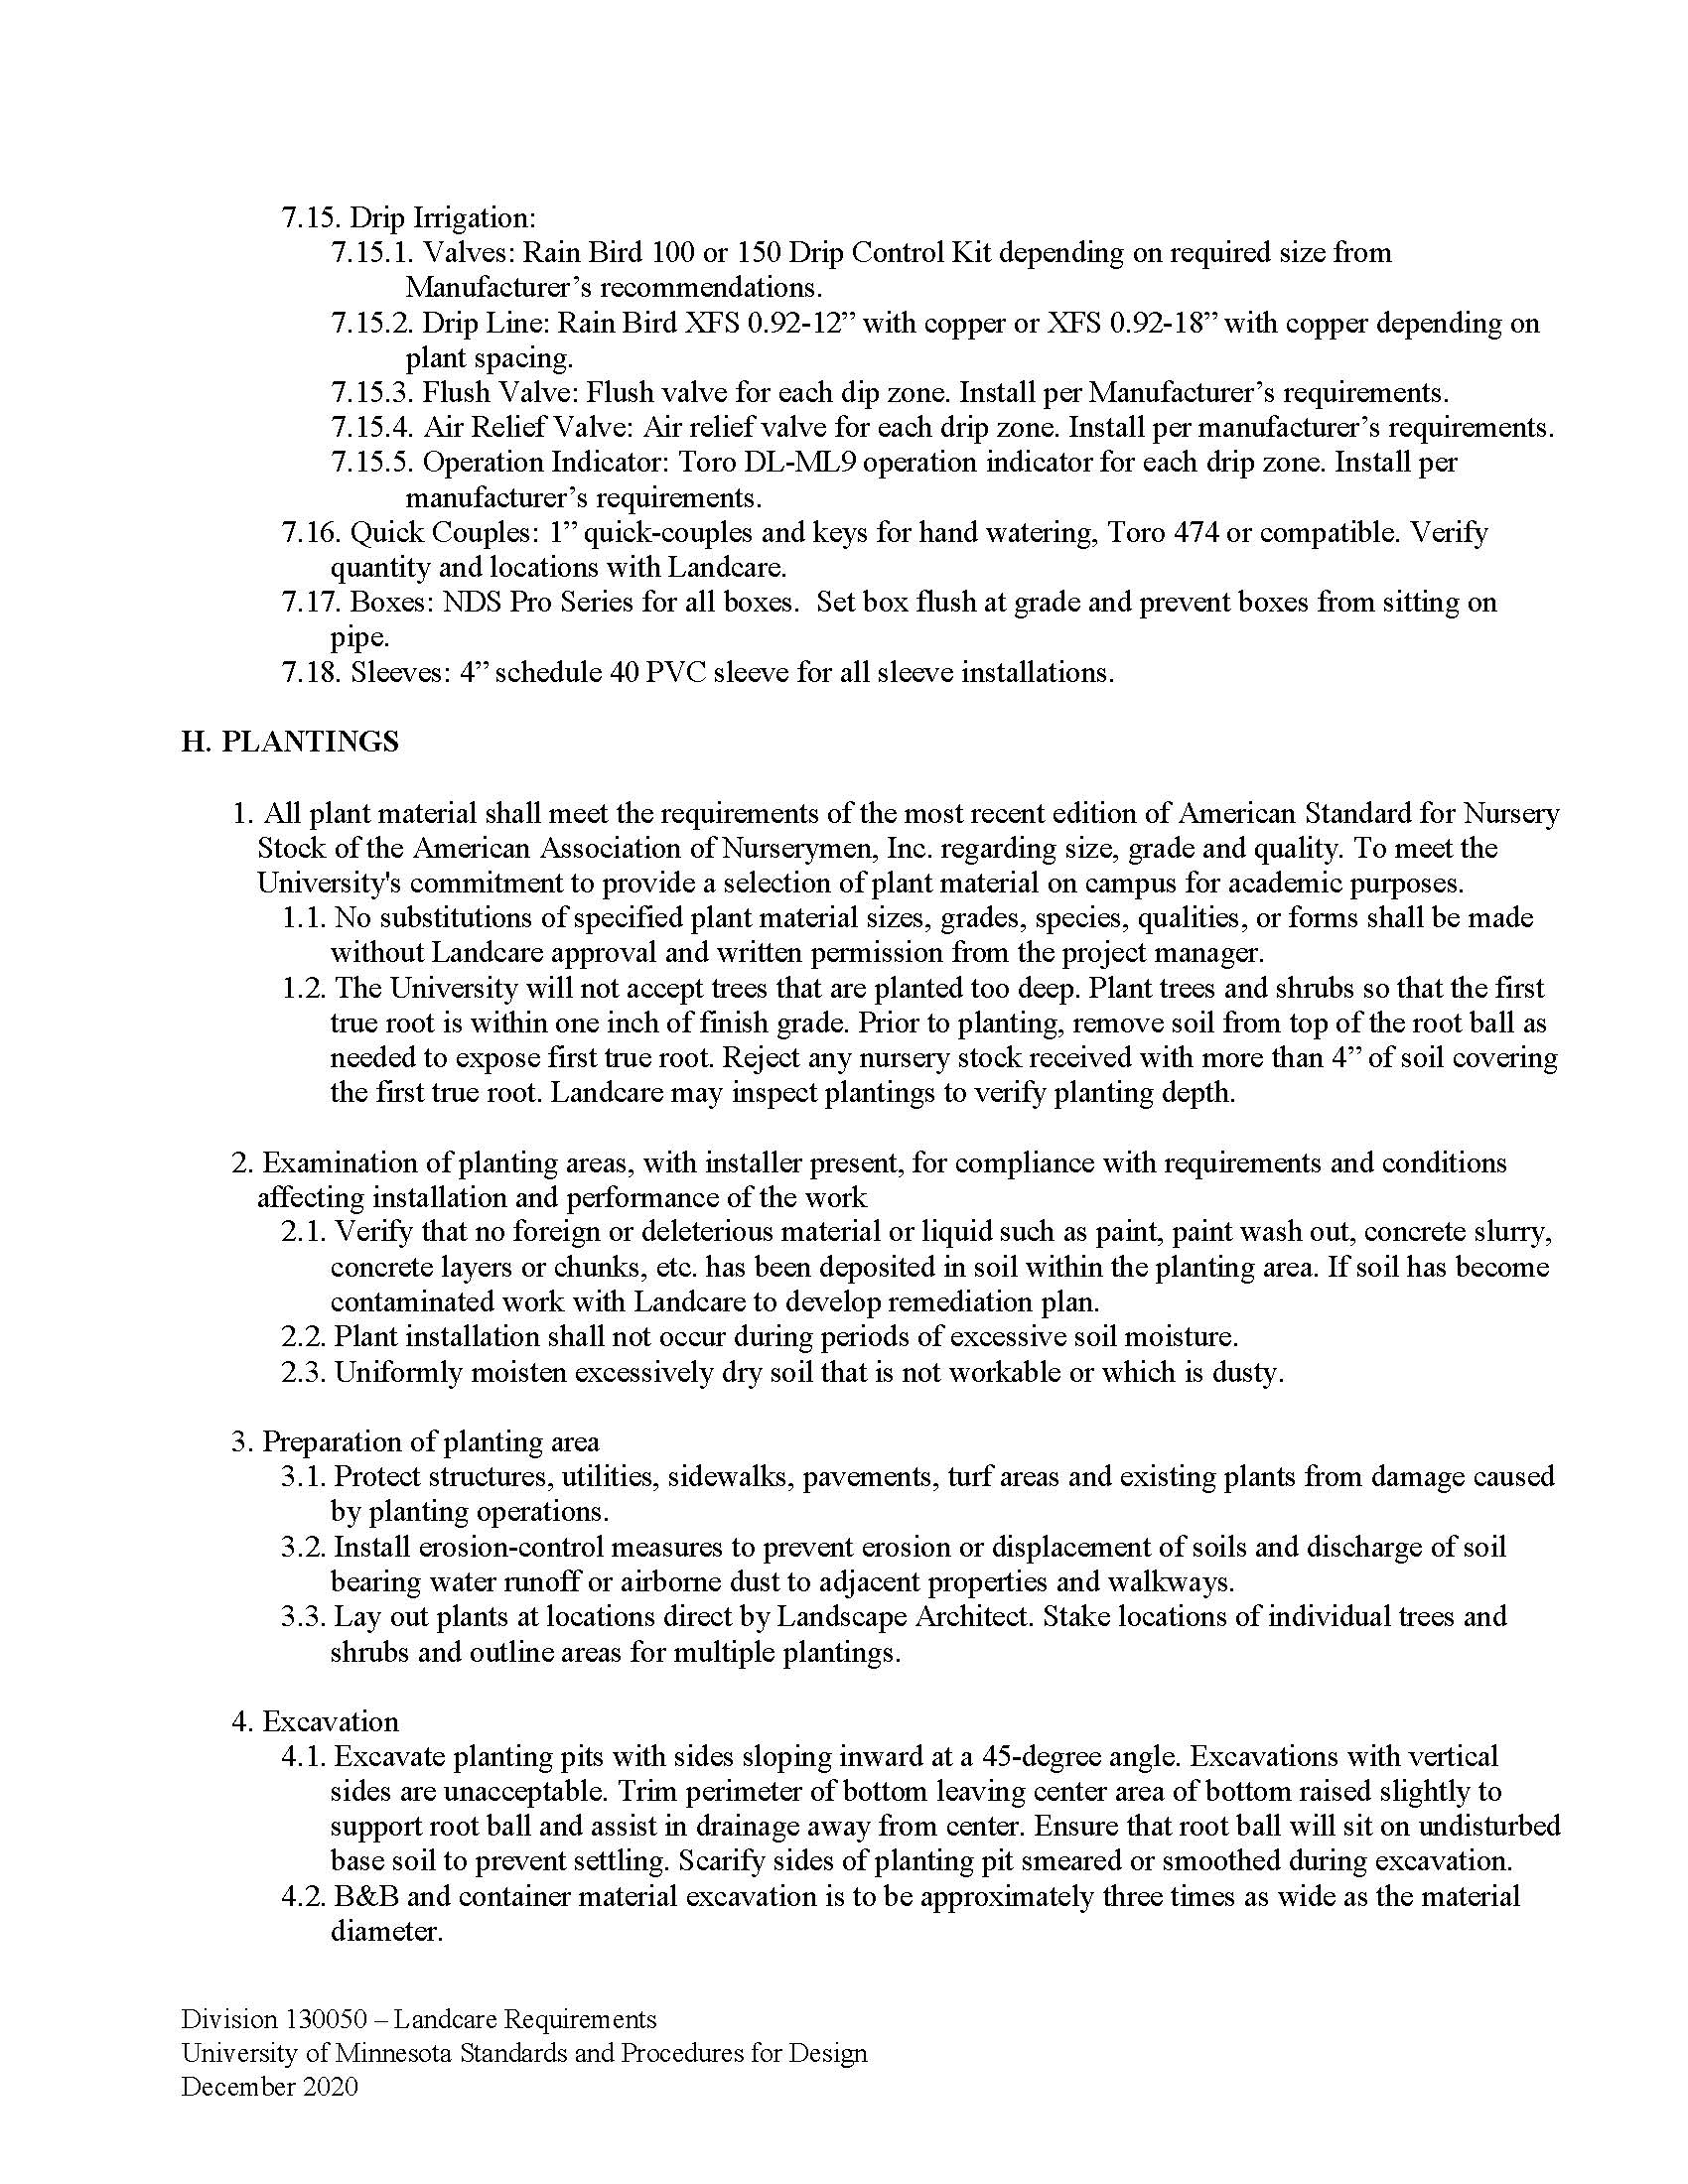 7.15. Drip Irrigation:
7.15.1. Valves: Rain Bird 100 or 150 Drip Control Kit depending on required size from
Manufacturer’s recommendations.
7.15.2. Drip Line: Rain Bird XFS 0.92-12” with copper or XFS 0.92-18” with copper depending on
plant spacing.
7.15.3. Flush Valve: Flush valve for each dip zone. Install per Manufacturer’s requirements.
7.15.4. Air Relief Valve: Air relief valve for each drip zone. Install per manufacturer’s requirements.
7.15.5. Operation Indicator: Toro DL-ML9 operation indicator for each drip zone. Install per
manufacturer’s requirements.
7.16. Quick Couples: 1” quick-couples and keys for hand watering, Toro 474 or compatible. Verify
quantity and locations with Landcare.
7.17. Boxes: NDS Pro Series for all boxes.  Set box flush at grade and prevent boxes from sitting on
pipe.
7.18. Sleeves: 4” schedule 40 PVC sleeve for all sleeve installations.
H. PLANTINGS
1. All plant material shall meet the requirements of the most recent edition of American Standard for Nursery
Stock of the American Association of Nurserymen, Inc. regarding size, grade and quality. To meet the
University's commitment to provide a selection of plant material on campus for academic purposes.
1.1. No substitutions of specified plant material sizes, grades, species, qualities, or forms shall be made
without Landcare approval and written permission from the project manager.
1.2. The University will not accept trees that are planted too deep. Plant trees and shrubs so that the first
true root is within one inch of finish grade. Prior to planting, remove soil from top of the root ball as
needed to expose first true root. Reject any nursery stock received with more than 4” of soil covering
the first true root. Landcare may inspect plantings to verify planting depth.
2. Examination of planting areas, with installer present, for compliance with requirements and conditions
affecting installation and performance of the work
2.1. Verify that no foreign or deleterious material or liquid such as paint, paint wash out, concrete slurry,
concrete layers or chunks, etc. has been deposited in soil within the planting area. If soil has become
contaminated work with Landcare to develop remediation plan.
2.2. Plant installation shall not occur during periods of excessive soil moisture.
2.3. Uniformly moisten excessively dry soil that is not workable or which is dusty.
3. Preparation of planting area
3.1. Protect structures, utilities, sidewalks, pavements, turf areas and existing plants from damage caused
by planting operations.
3.2. Install erosion-control measures to prevent erosion or displacement of soils and discharge of soil
bearing water runoff or airborne dust to adjacent properties and walkways.
3.3. Lay out plants at locations direct by Landscape Architect. Stake locations of individual trees and
shrubs and outline areas for multiple plantings.
4. Excavation
4.1. Excavate planting pits with sides sloping inward at a 45-degree angle. Excavations with vertical
sides are unacceptable. Trim perimeter of bottom leaving center area of bottom raised slightly to
support root ball and assist in drainage away from center. Ensure that root ball will sit on undisturbed
base soil to prevent settling. Scarify sides of planting pit smeared or smoothed during excavation.
4.2. B&B and container material excavation is to be approximately three times as wide as the material
diameter.
Division 130050 – Landcare Requirements
University of Minnesota Standards and Procedures for Design
December 2020